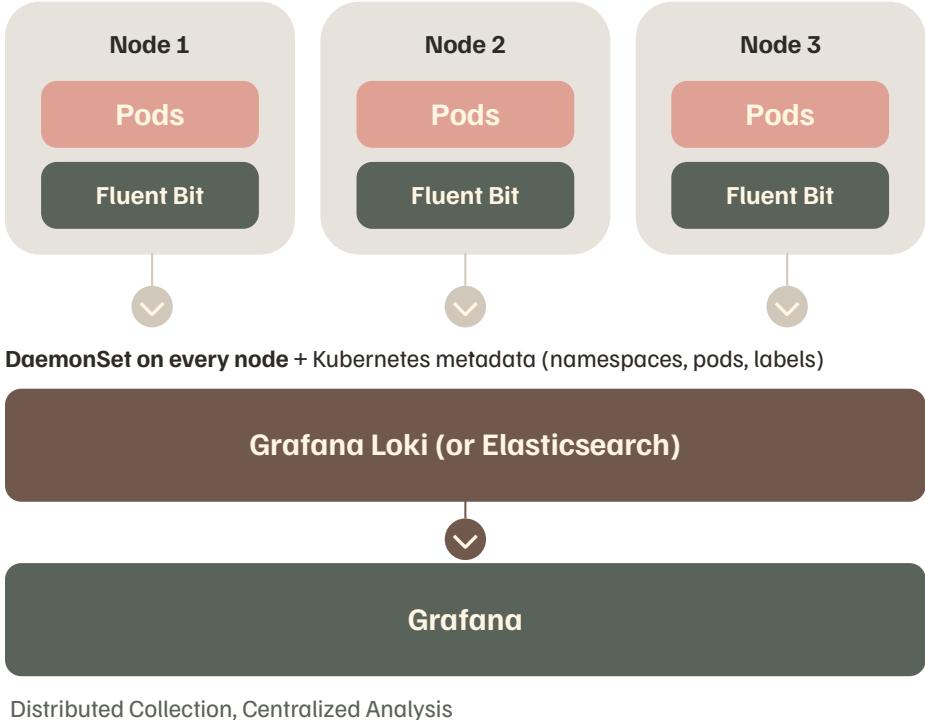 Node 1
Node 2
Node 3
Pods
Pods
Pods
Fluent Bit
Fluent Bit
Fluent Bit
DaemonSet on every node + Kubernetes metadata (namespaces, pods, labels)
Grafana Loki (or Elasticsearch)
Grafana
Distributed Collection, Centralized Analysis